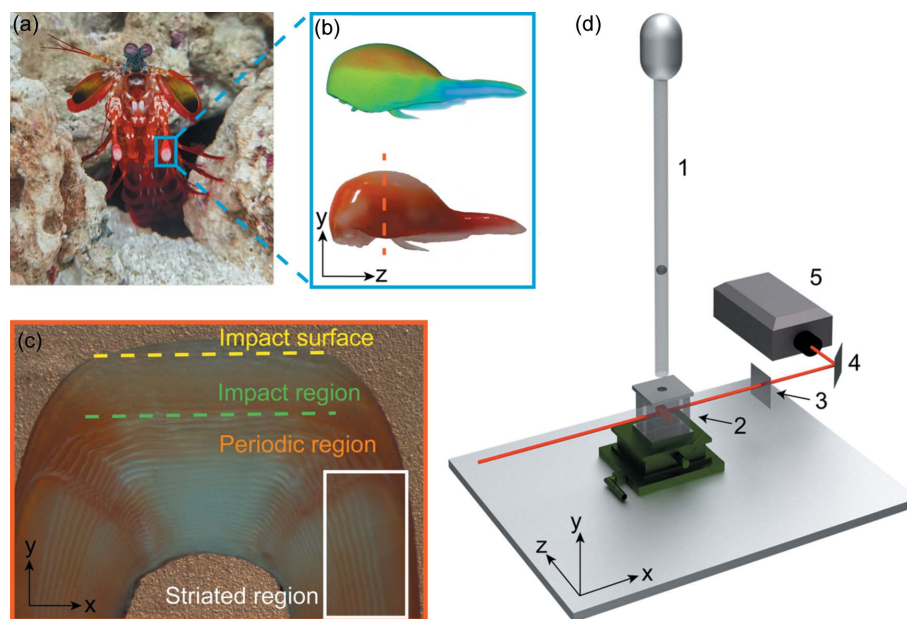 (a)
(b)
y
z
(c)
Impact surface
Impact region
Periodic region
Striated region
y
x
(d)
1
5
4
3
2
y
z
x